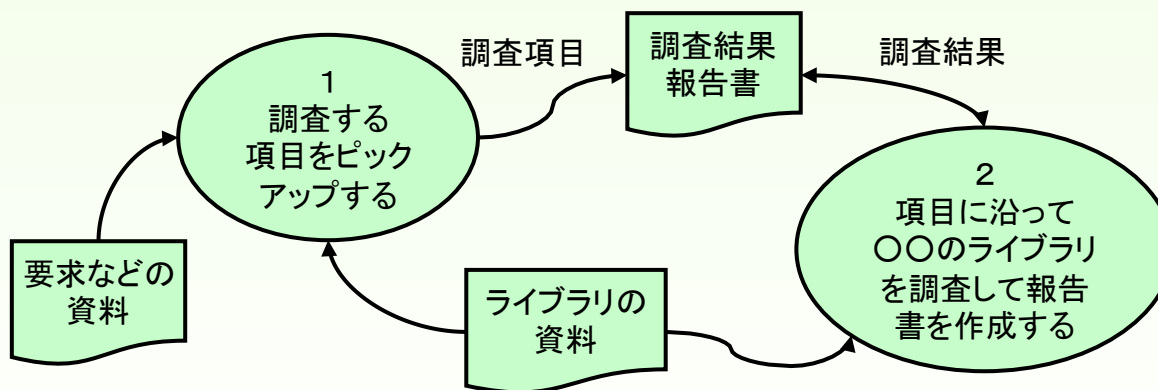 調査項目
調査結果
報告書
調査結果
１
調査する
項目をピック
アップする
２
項目に沿って
○○のライブラリ
を調査して報告
書を作成する
要求などの
資料
ライブラリの
資料